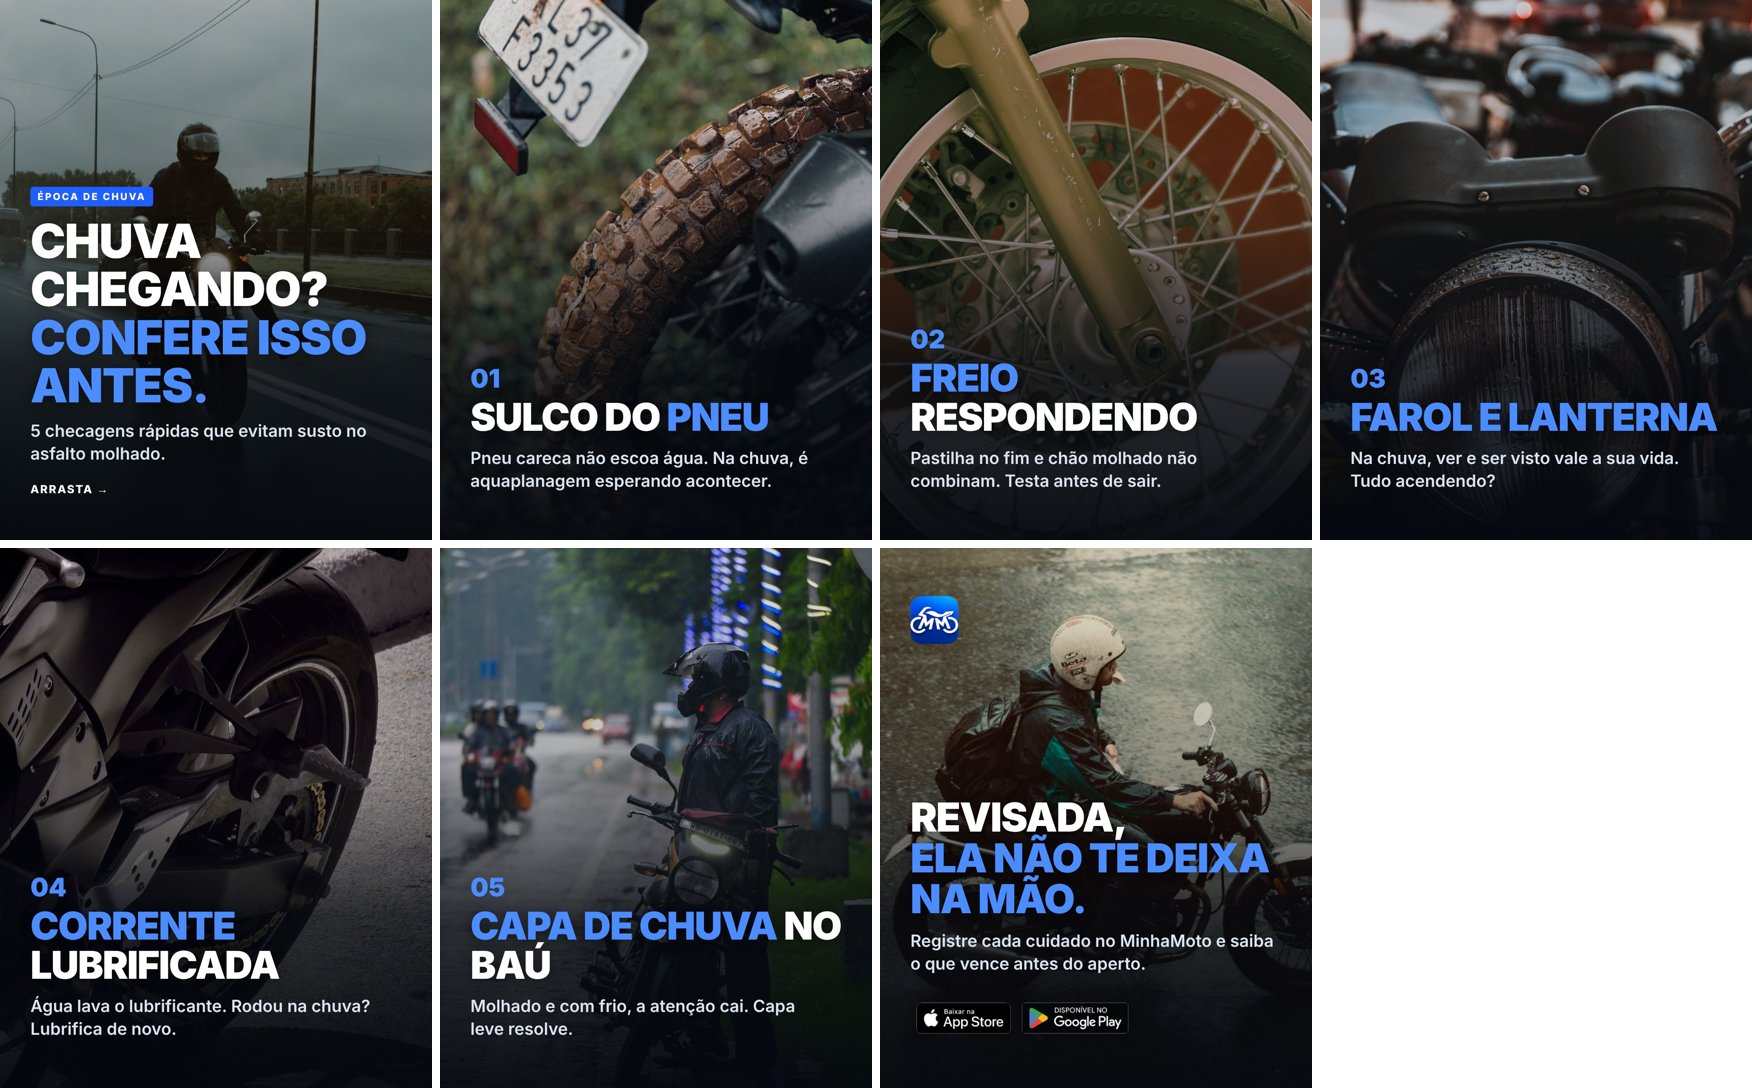 ÉPOCA DE CHUVA
CHUVA
CHEGANDO?
CONFERE ISSO
ANTES.
5 checagens rápidas que evitam susto no
asfalto molhado.
ARRASTA →
L37
F3353
01
SULCO DO PNEU
Pneu careca não escoa água. Na chuva, é
aquaplanagem esperando acontecer.
100/90
02
FREIO
RESPONDENDO
Pastilha no fim e chão molhado não
combinam. Testa antes de sair.
03
FAROL E LANTERNA
Na chuva, ver e ser visto vale a sua vida.
Tudo acendendo?
04
CORRENTE
LUBRIFICADA
Água lava o lubrificante. Rodou na chuva?
Lubrifica de novo.
05
CAPA DE CHUVA NO
BAÚ
Molhado e com frio, a atenção cai. Capa
leve resolve.
MM
REVISADA,
ELA NÃO TE DEIXA
NA MÃO.
Registre cada cuidado no MinhaMoto e saiba
o que vence antes do aperto.
Baixar na
App Store
DISPONÍVEL NO
Google Play